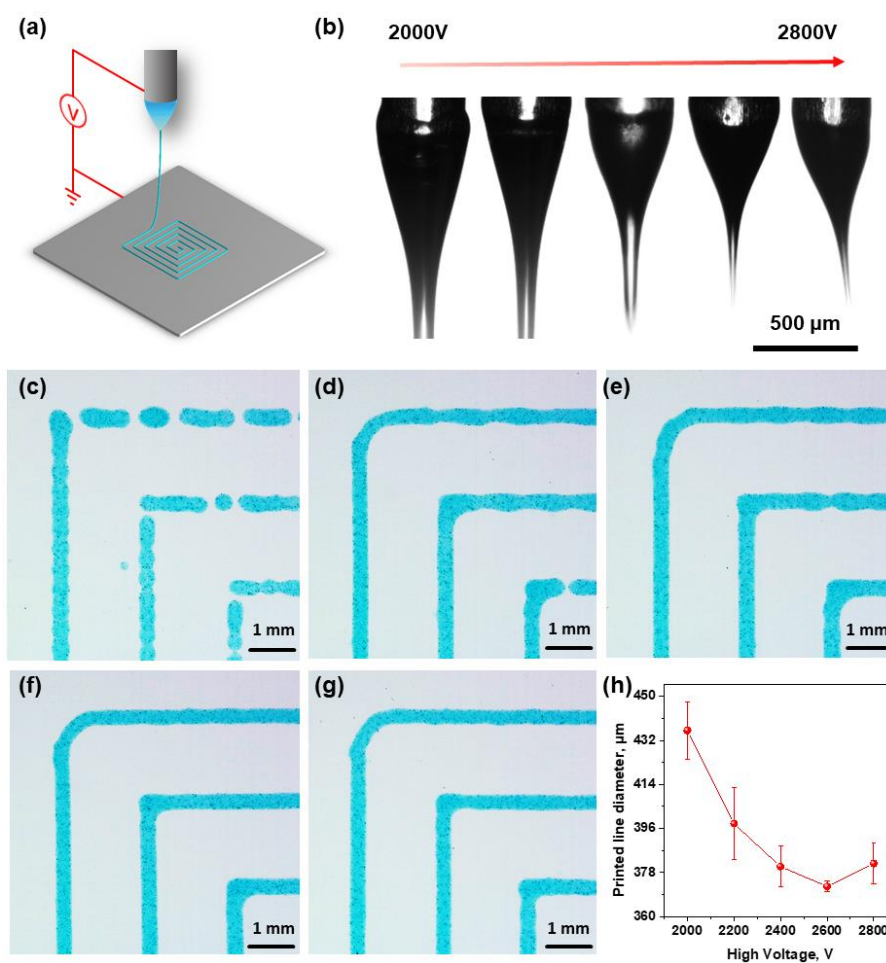 (a)
V
(b)
2000V
2800V
500 µm
(c)
1 mm
(d)
1 mm
(e)
1 mm
(f)
1 mm
(g)
1 mm
(h)
450
432
414
396
378
360
Printed line diameter, µm
2000 2200 2400 2600 2800
High Voltage, V